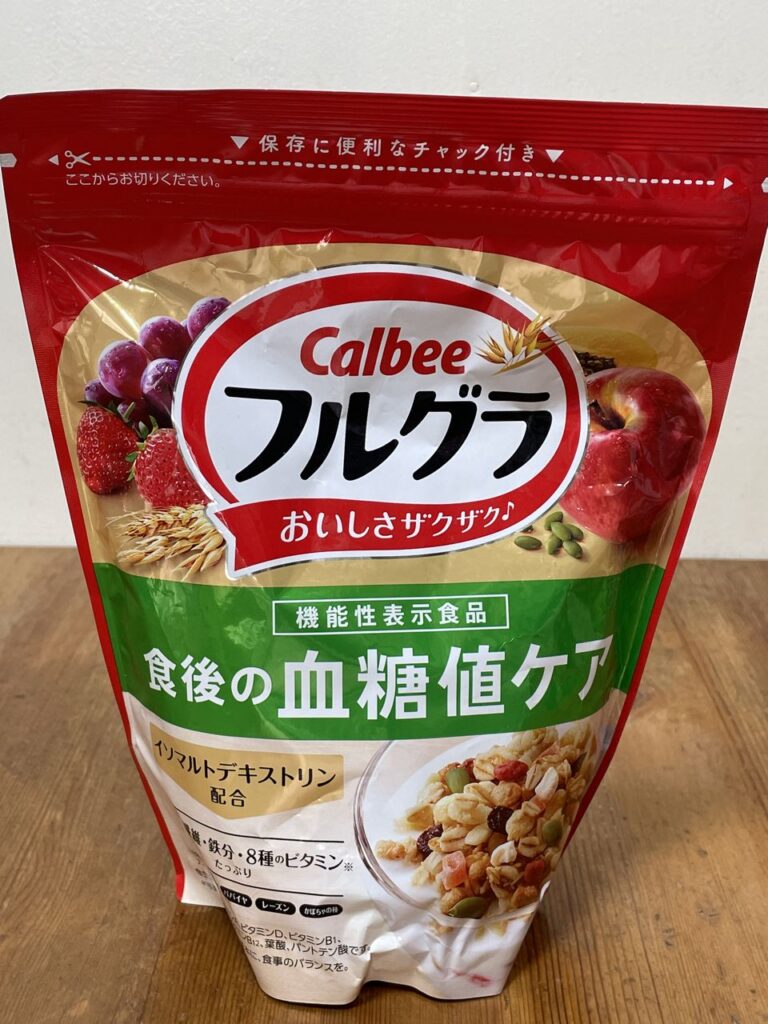 ▼ 保存に便利なチャック付き ▼
ここからお切りください。
Calbee
フルグラ
おいしさザクザク♪
機能性表示食品
食後の血糖値ケア
イソマルトデキストリン
配合
・鉄分・8種のビタミン※
たっぷり
パパイヤ レーズン かぼちゃの種
ビタミンD、ビタミンB1、
B12、葉酸、パントテン酸です。
に、食事のバランスを。